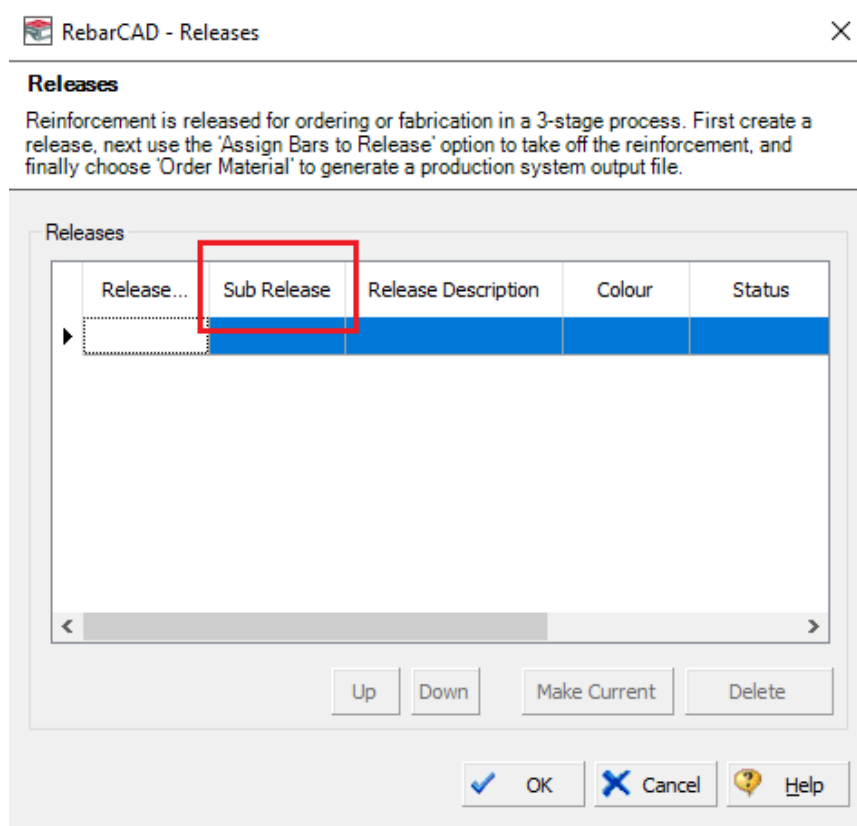 RebarCAD - Releases
Releases
Reinforcement is released for ordering or fabrication in a 3-stage process. First create a
release, next use the 'Assign Bars to Release' option to take off the reinforcement, and
finally choose 'Order Material' to generate a production system output file.
Releases
Release... Sub Release Release Description Colour Status
Up Down Make Current Delete
OK Cancel Help